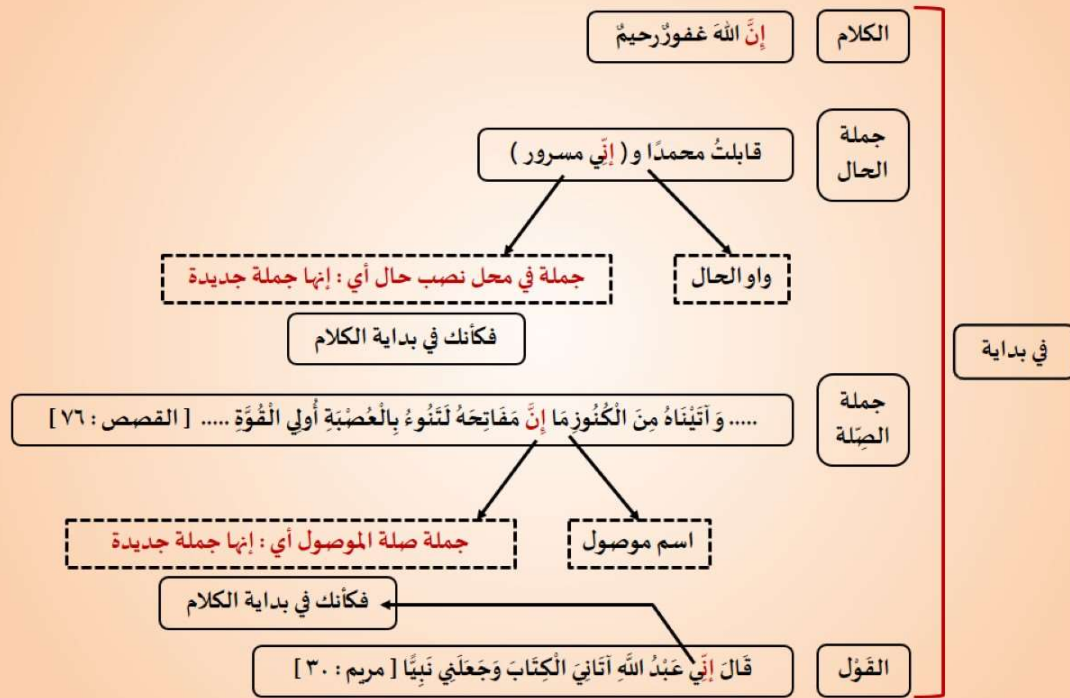 في بداية
الكلام
إِنَّ اللهَ غفورٌ رحيمٌ
جملة
الحال
قابلتُ محمدًا و ( إنِّي مسرور )
واو الحال
جملة في محل نصب حال أي : إنها جملة جديدة
فكأنك في بداية الكلام
جملة
الصِّلة
..... وَ آتَيْنَاهُ مِنَ الْكُنُوزِ مَا إِنَّ مَفَاتِحَهُ لَتَنُوءُ بِالْعُصْبَةِ أُولِي الْقُوَّةِ ..... [ القصص : ٧٦ ]
اسم موصول
جملة صلة الموصول أي : إنها جملة جديدة
فكأنك في بداية الكلام
القَوْل
قَالَ إِنِّي عَبْدُ اللَّهِ آتَانِيَ الْكِتَابَ وَجَعَلَنِي نَبِيًّا [ مريم : ٣٠ ]